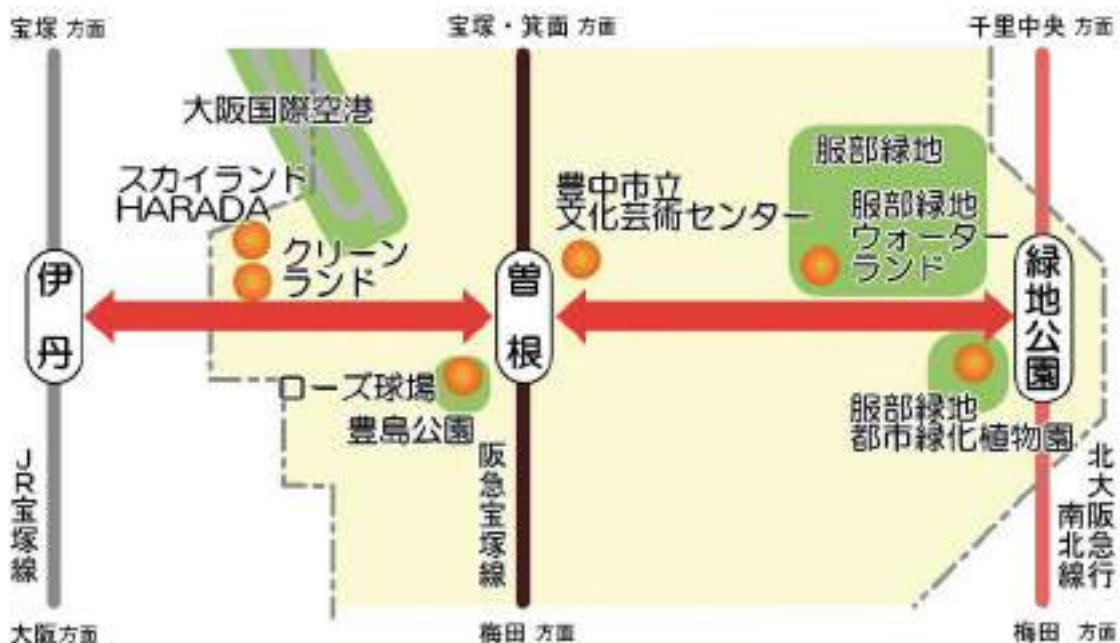 宝塚 方面
宝塚・箕面 方面
千里中央 方面
大阪国際空港
スカイランド
HARADA
クリーン
ランド
豊中市立
文化芸術センター
服部緑地
服部緑地
ウォーター
ランド
伊丹
曽根
緑地公園
ローズ球場
豊島公園
服部緑地
都市緑化植物園
JR宝塚線
阪急宝塚線
北大阪急行
南北線
大阪方面
梅田 方面
梅田 方面